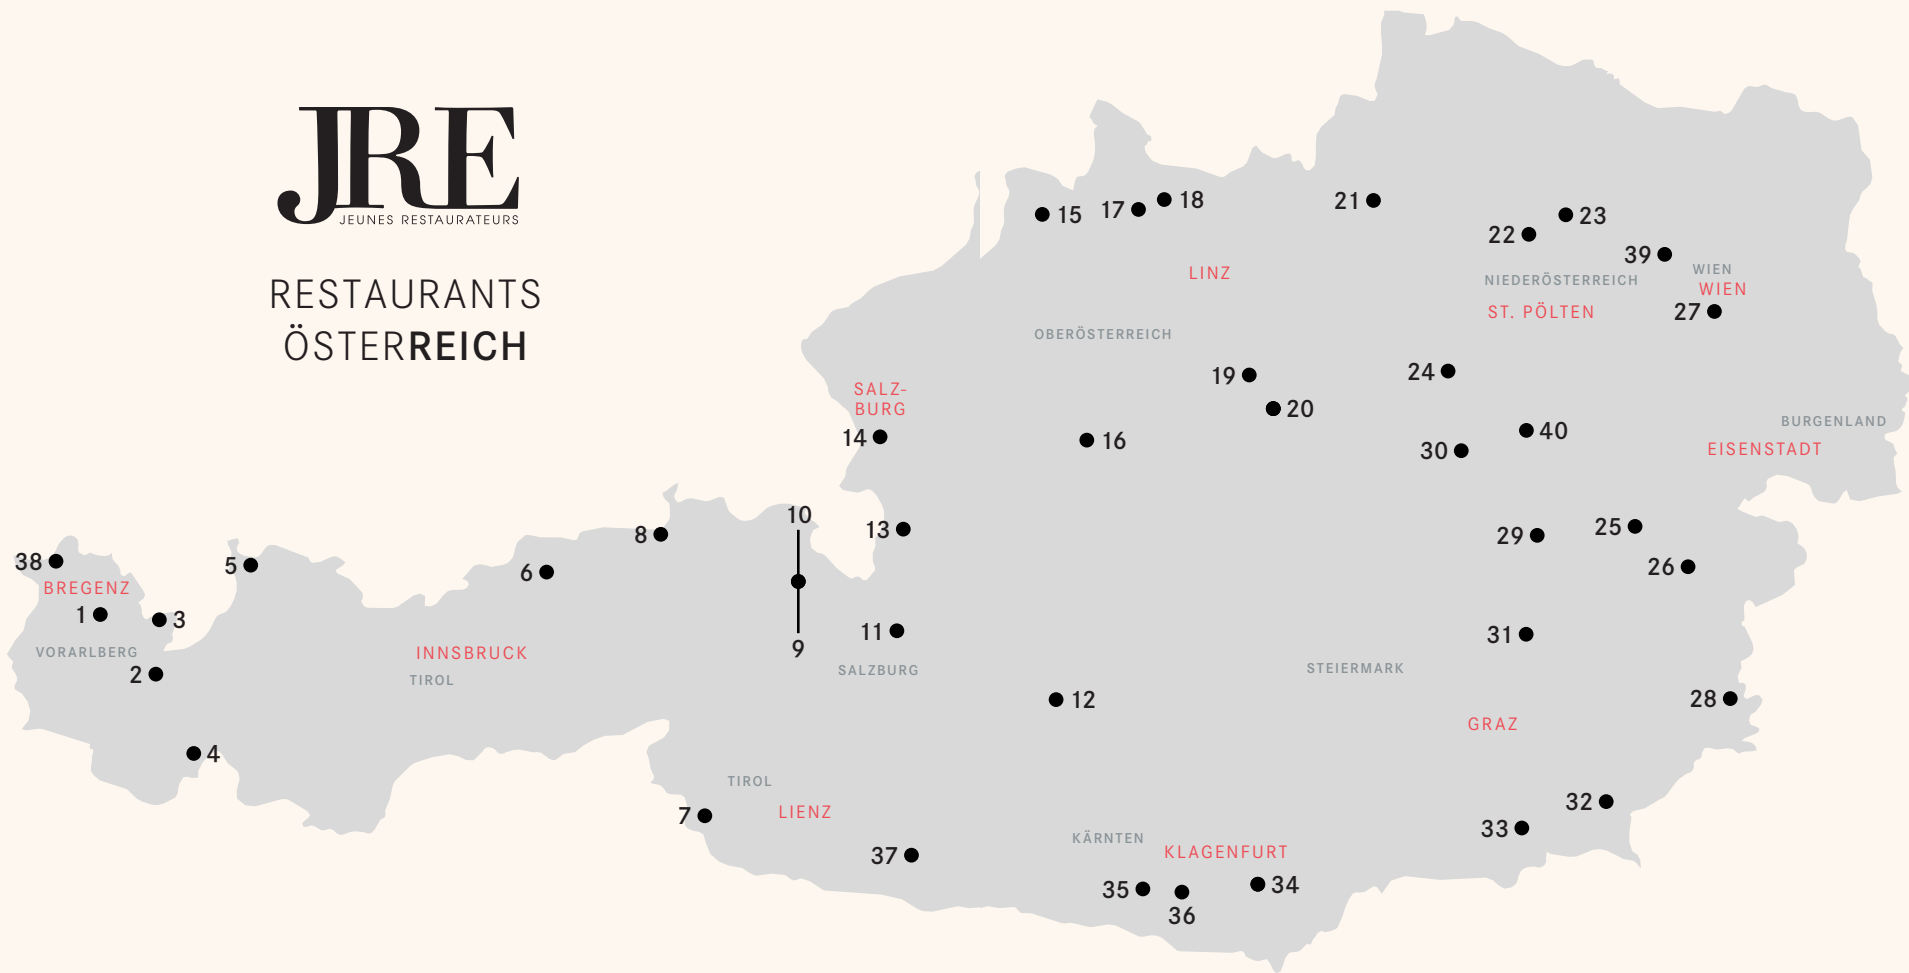 JRE
JEUNES RESTAURATEURS
RESTAURANTS
ÖSTERREICH
15
17
18
21
22
23
39
LINZ
NIEDERÖSTERREICH
WIEN
WIEN
27
ST. PÖLTEN
OBERÖSTERREICH
19
24
SALZ-
BURG
20
14
16
30
40
BURGENLAND
EISENSTADT
10
13
8
29
25
38
5
6
26
BREGENZ
1
3
11
31
VORARLBERG
INNSBRUCK
9
2
TIROL
SALZBURG
STEIERMARK
12
28
GRAZ
4
TIROL
7
LIENZ
32
33
KÄRNTEN
KLAGENFURT
37
35
34
36